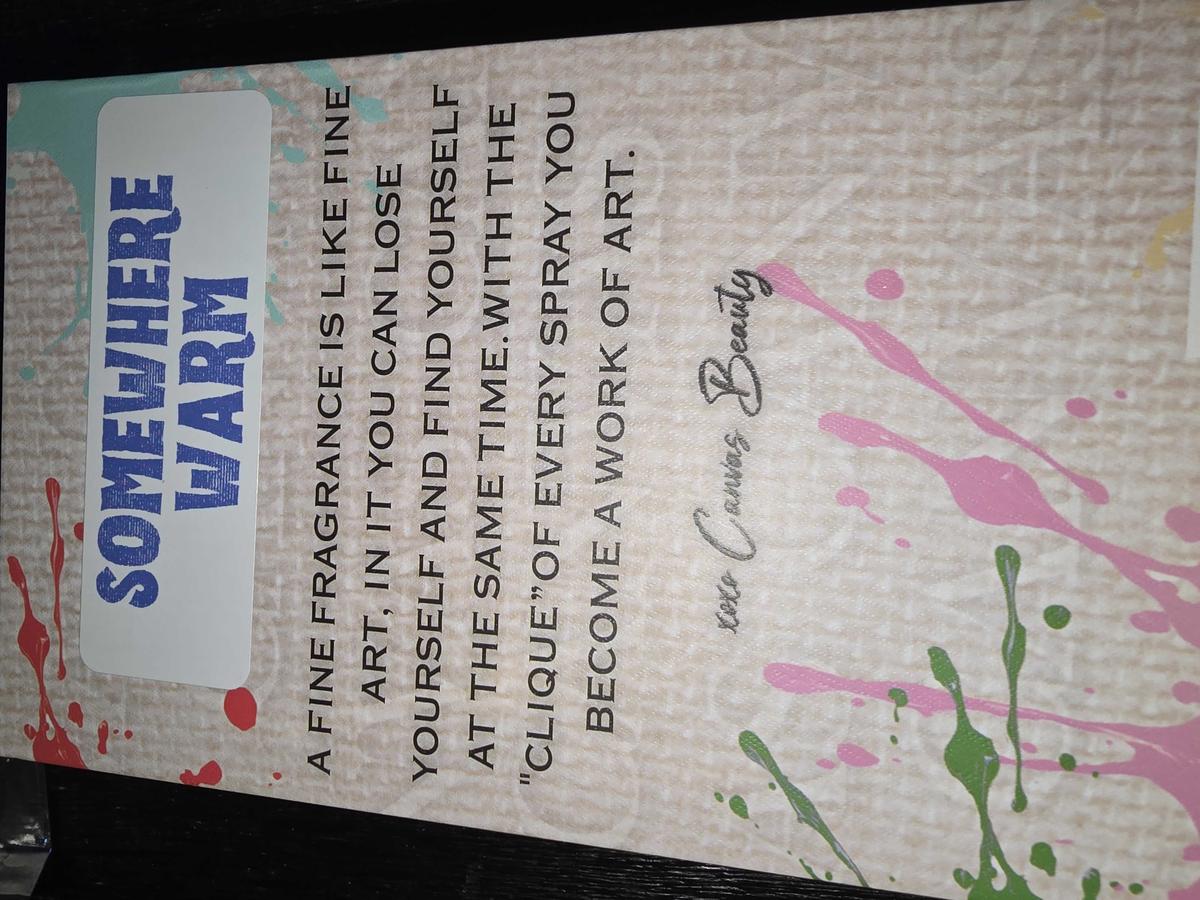 SOMEWHERE
WARM
A FINE FRAGRANCE IS LIKE FINE
ART, IN IT YOU CAN LOSE
YOURSELF AND FIND YOURSELF
AT THE SAME TIME.WITH THE
"CLIQUE”OF EVERY SPRAY YOU
BECOME A WORK OF ART.
xoxo Canvas Beauty